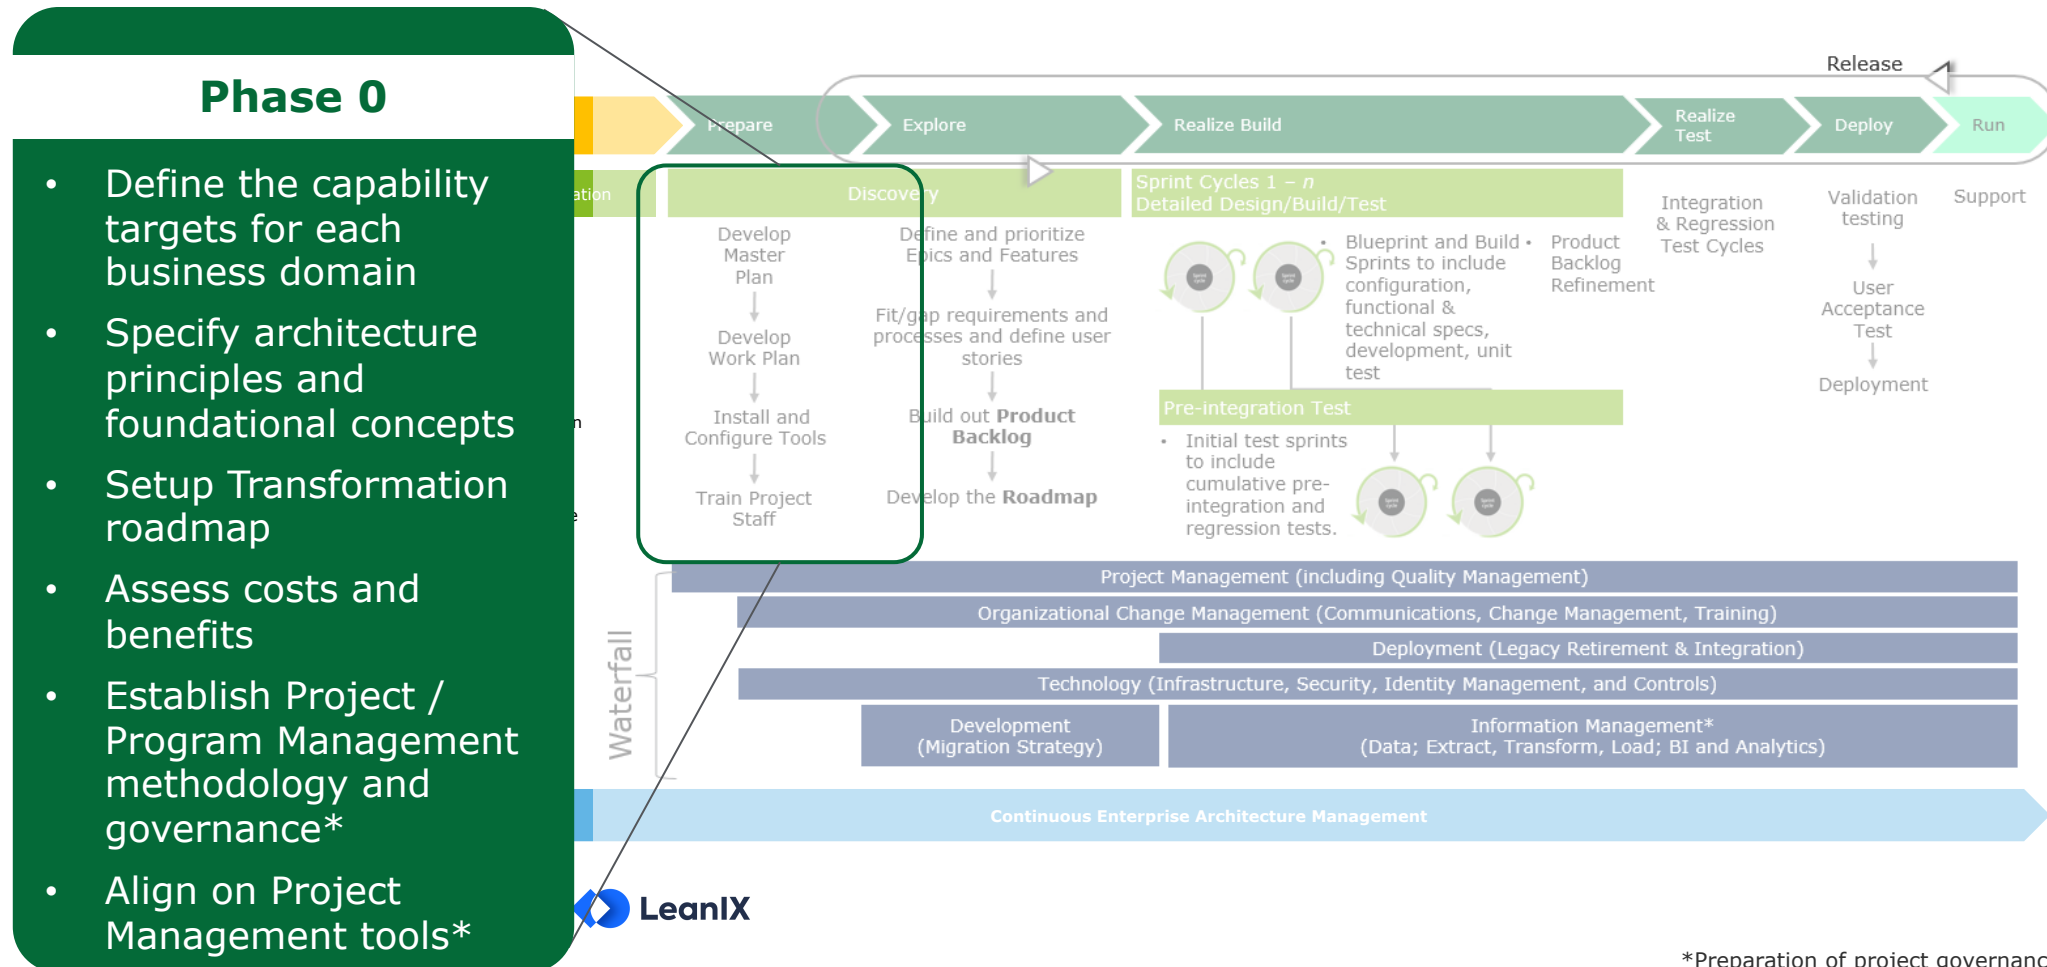 Phase 0
• Define the capability
targets for each
business domain
• Specify architecture
principles and
foundational concepts
• Setup Transformation
roadmap
• Assess costs and
benefits
• Establish Project /
Program Management
methodology and
governance*
• Align on Project
Management tools*
Release
Prepare
Explore
Realize Build
Realize
Test
Deploy
Run
ation
Discovery
Sprint Cycles 1 – n
Detailed Design/Build/Test
Develop
Master
Plan
Develop
Work Plan
Install and
Configure Tools
Train Project
Staff
Define and prioritize
Epics and Features
Fit/gap requirements and
processes and define user
stories
Build out Product
Backlog
Develop the Roadmap
• Blueprint and Build
Sprints to include
configuration,
functional &
technical specs,
development, unit
test
• Product
Backlog
Refinement
Pre-integration Test
• Initial test sprints
to include
cumulative pre-
integration and
regression tests.
Integration
& Regression
Test Cycles
Validation
testing
User
Acceptance
Test
Deployment
Support
n
e
Waterfall
Project Management (including Quality Management)
Organizational Change Management (Communications, Change Management, Training)
Deployment (Legacy Retirement & Integration)
Technology (Infrastructure, Security, Identity Management, and Controls)
Development
(Migration Strategy)
Information Management*
(Data; Extract, Transform, Load; BI and Analytics)
Continuous Enterprise Architecture Management
LeanIX
*Preparation of project governanc